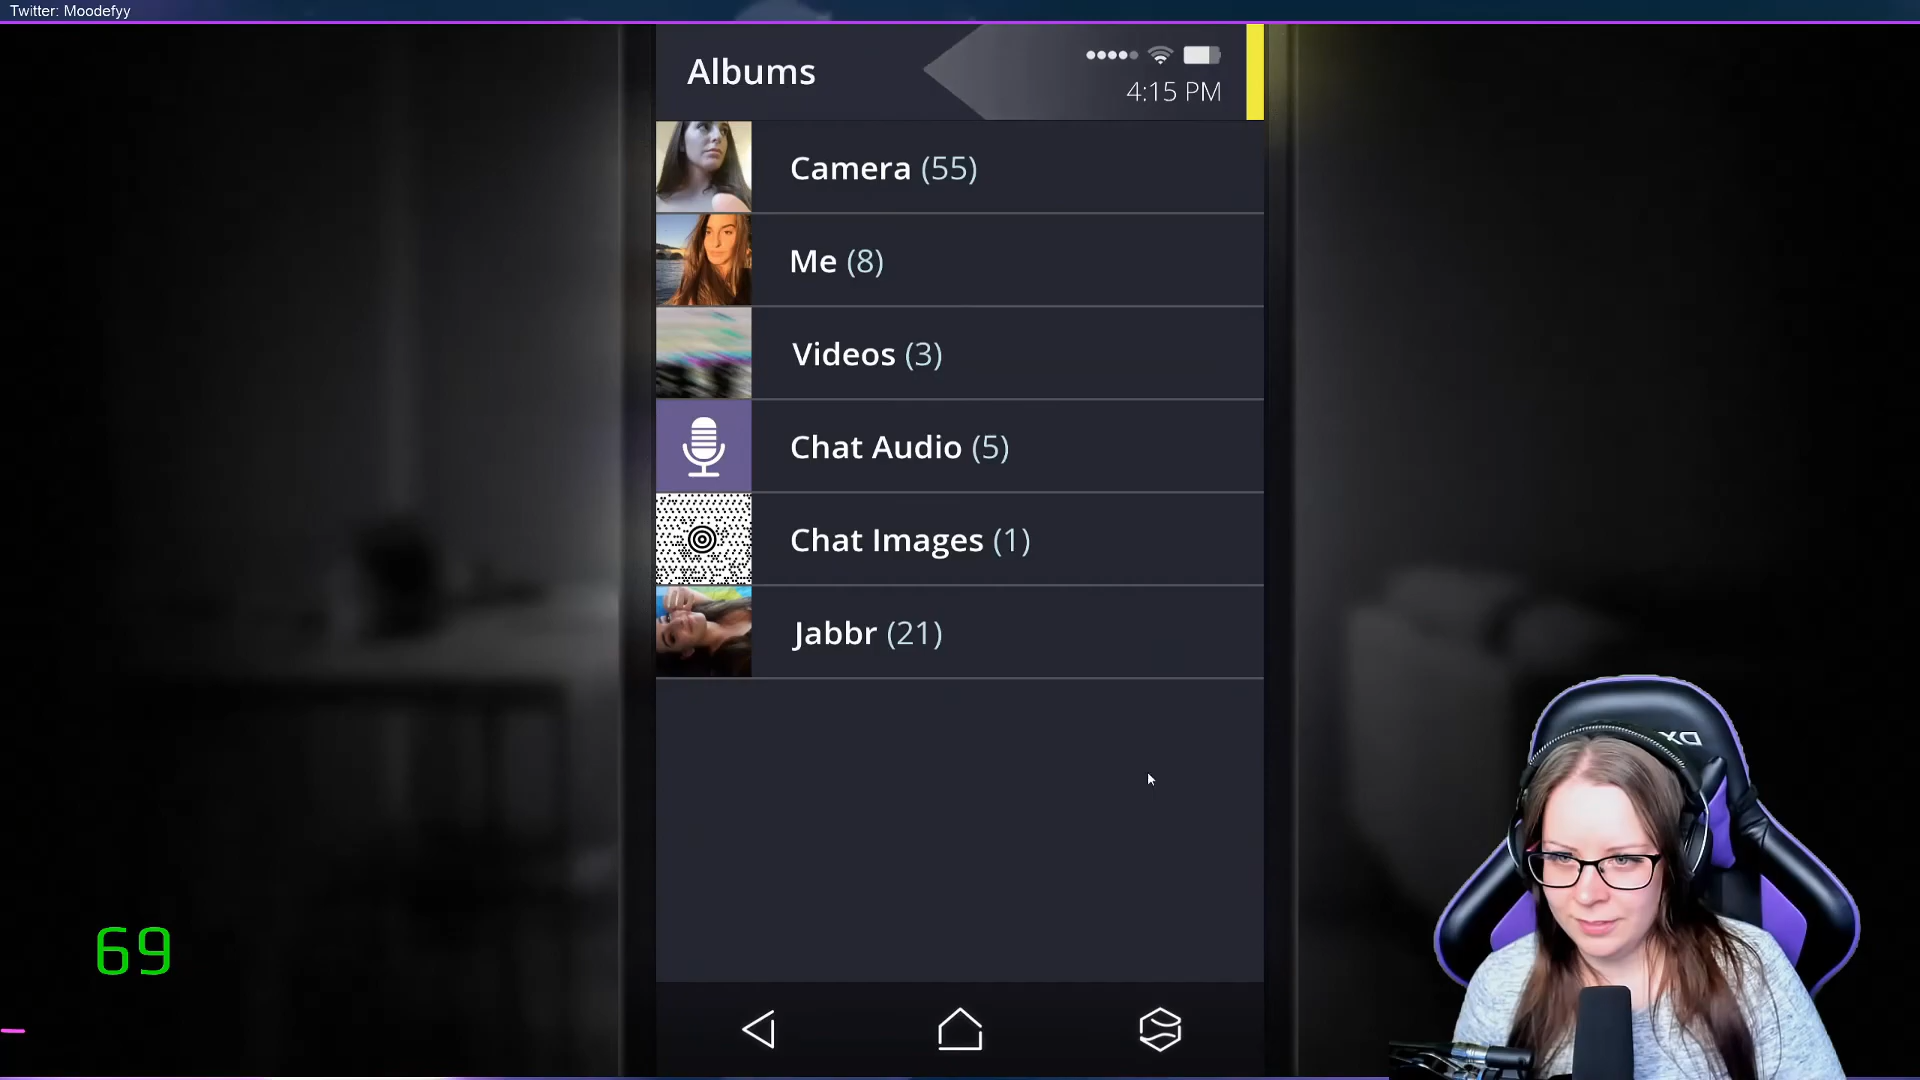 Twitter: Moodefyy
Albums
4:15 PM
Camera (55)
Me (8)
Videos (3)
Chat Audio (5)
Chat Images (1)
Jabbr (21)
DX
69